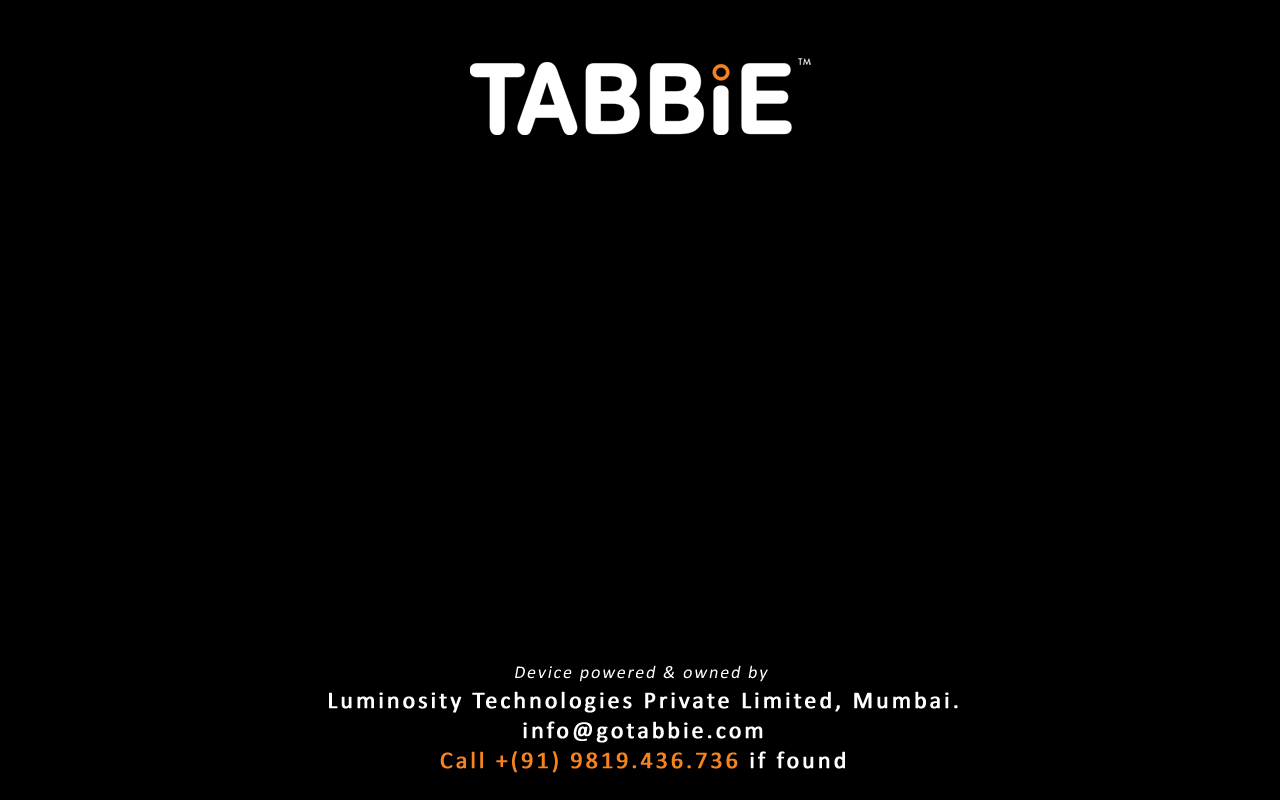 TABBiE™
Device powered & owned by
Luminosity Technologies Private Limited, Mumbai.
info@gotabbie.com
Call +(91) 9819.436.736 if found